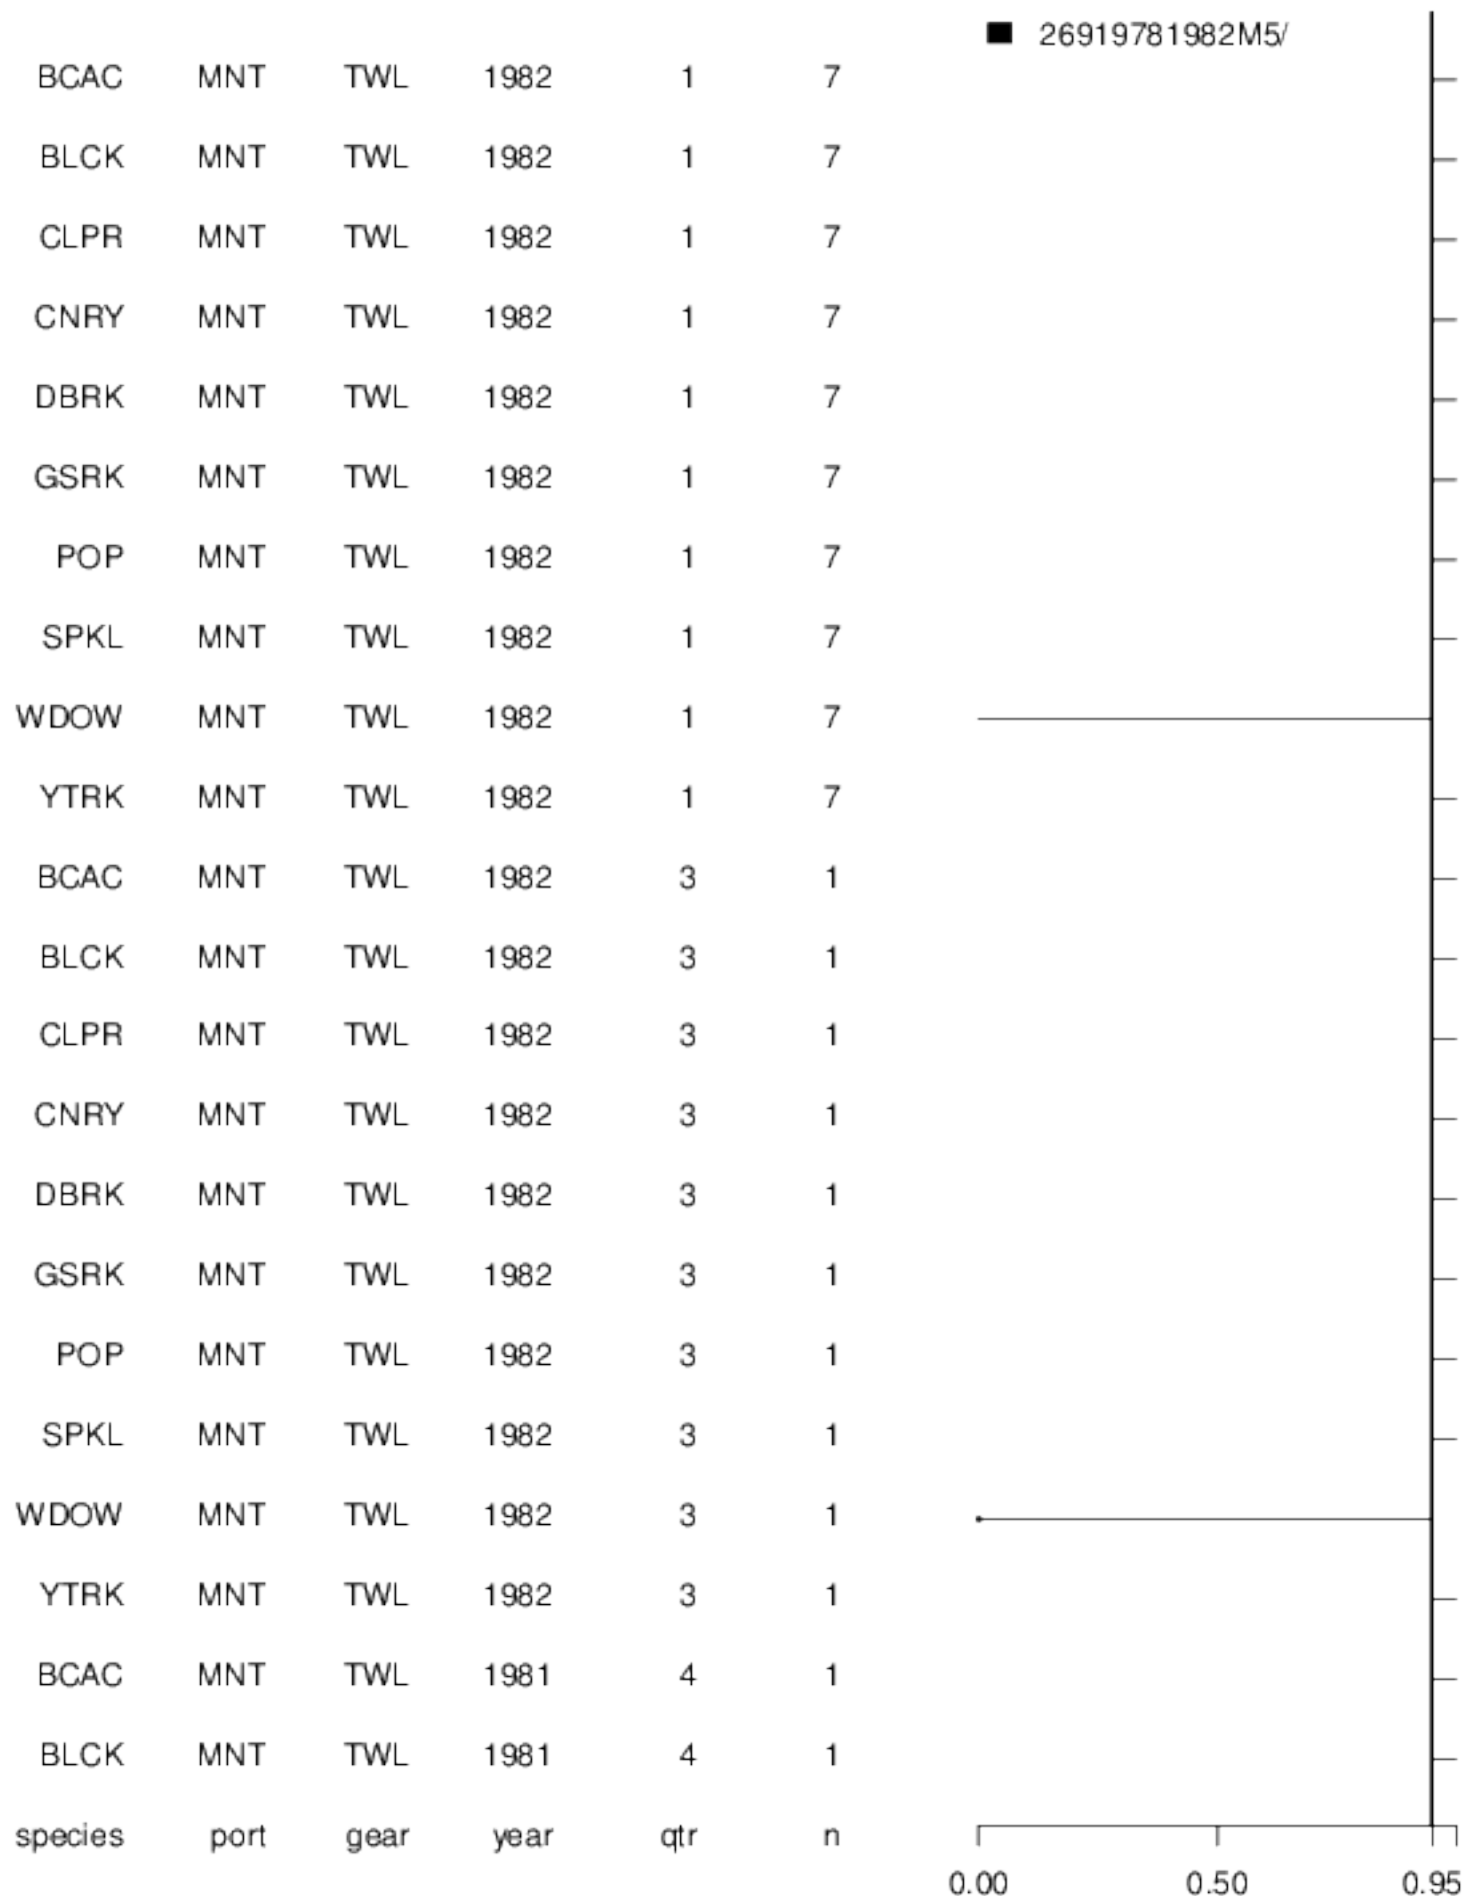 26919781982M5/
BCAC MNT TWL 1982 1 7
BLCK MNT TWL 1982 1 7
CLPR MNT TWL 1982 1 7
CNRY MNT TWL 1982 1 7
DBRK MNT TWL 1982 1 7
GSRK MNT TWL 1982 1 7
POP MNT TWL 1982 1 7
SPKL MNT TWL 1982 1 7
WDOW MNT TWL 1982 1 7
YTRK MNT TWL 1982 1 7
BCAC MNT TWL 1982 3 1
BLCK MNT TWL 1982 3 1
CLPR MNT TWL 1982 3 1
CNRY MNT TWL 1982 3 1
DBRK MNT TWL 1982 3 1
GSRK MNT TWL 1982 3 1
POP MNT TWL 1982 3 1
SPKL MNT TWL 1982 3 1
WDOW MNT TWL 1982 3 1
YTRK MNT TWL 1982 3 1
BCAC MNT TWL 1981 4 1
BLCK MNT TWL 1981 4 1
species port gear year qtr n
0.00 0.50 0.95